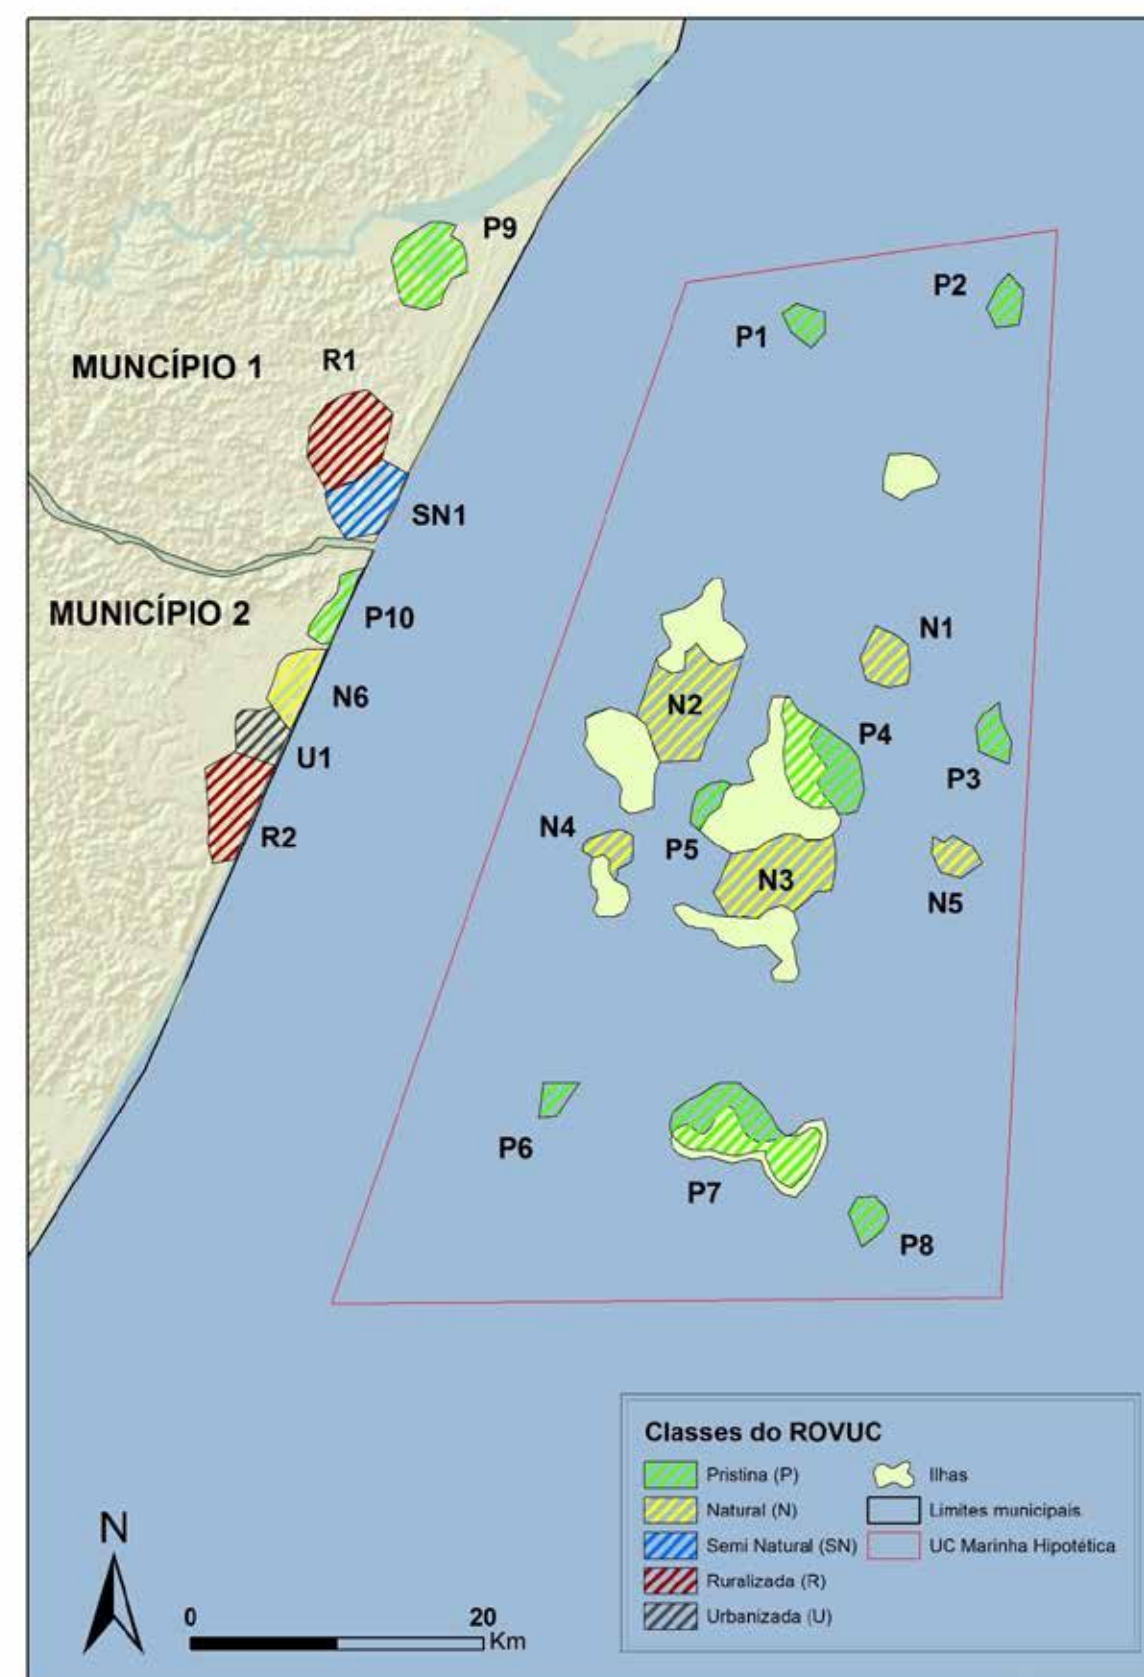 P9
P2
P1
MUNCÍPIO 1
R1
SN1
MUNICÍPIO 2
P10
N1
N6
N2
P4
U1
P3
N4
P5
R2
N3
N5
P6
P7
P8
Classes do ROVUC
Pristina (P)
Ilhas
Natural (N)
Limites municipais
Semi Natural (SN)
UC Marinha Hipotética
Ruralizada (R)
Urbanizada (U)
N
0 20
Km